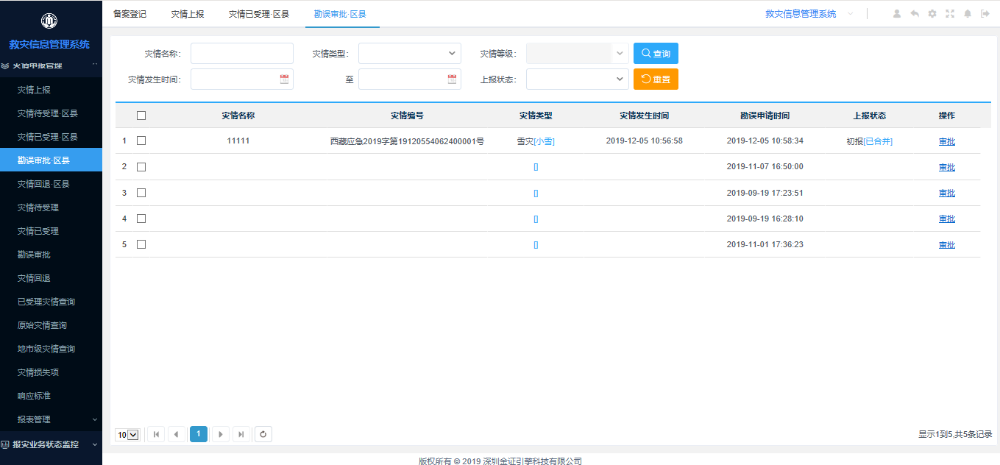 救灾信息管理系统
灾情申报管理
灾情上报
灾情待受理·区县
灾情已受理·区县
勘误审批·区县
灾情回退·区县
灾情待受理
灾情已受理
勘误审批
灾情回退
已受理灾情查询
原始灾情查询
地市级灾情查询
灾情损失项
响应标准
报表管理
报灾业务状态监控
备案登记 灾情上报 灾情已受理·区县 勘误审批·区县 救灾信息管理系统
灾情名称: 灾情类型: 灾情等级: 查询
灾情发生时间: 至 上报状态: 重置
灾情名称 灾情编号 灾情类型 灾情发生时间 勘误申请时间 上报状态 操作
1 11111 西藏应急2019字第19120554062400001号 雪灾[小雪] 2019-12-05 10:56:58 2019-12-05 10:58:34 初报[已合并] 审批
2 [] 2019-11-07 16:50:00 审批
3 [] 2019-09-19 17:23:51 审批
4 [] 2019-09-19 16:28:10 审批
5 [] 2019-11-01 17:36:23 审批
10 1 显示1到5,共5条记录
版权所有 © 2019 深圳金证引擎科技有限公司